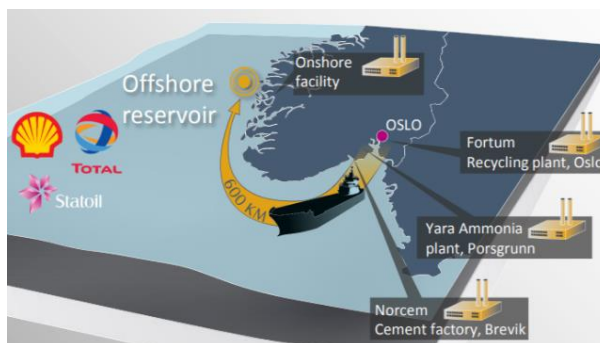 Onshore
facility
Offshore
reservoir
OSLO
TOTAL
Fortum
Recycling plant, Oslo
Statoil
600 KM
Yara Ammonia
plant, Porsgrunn
Norcem
Cement factory, Brevik